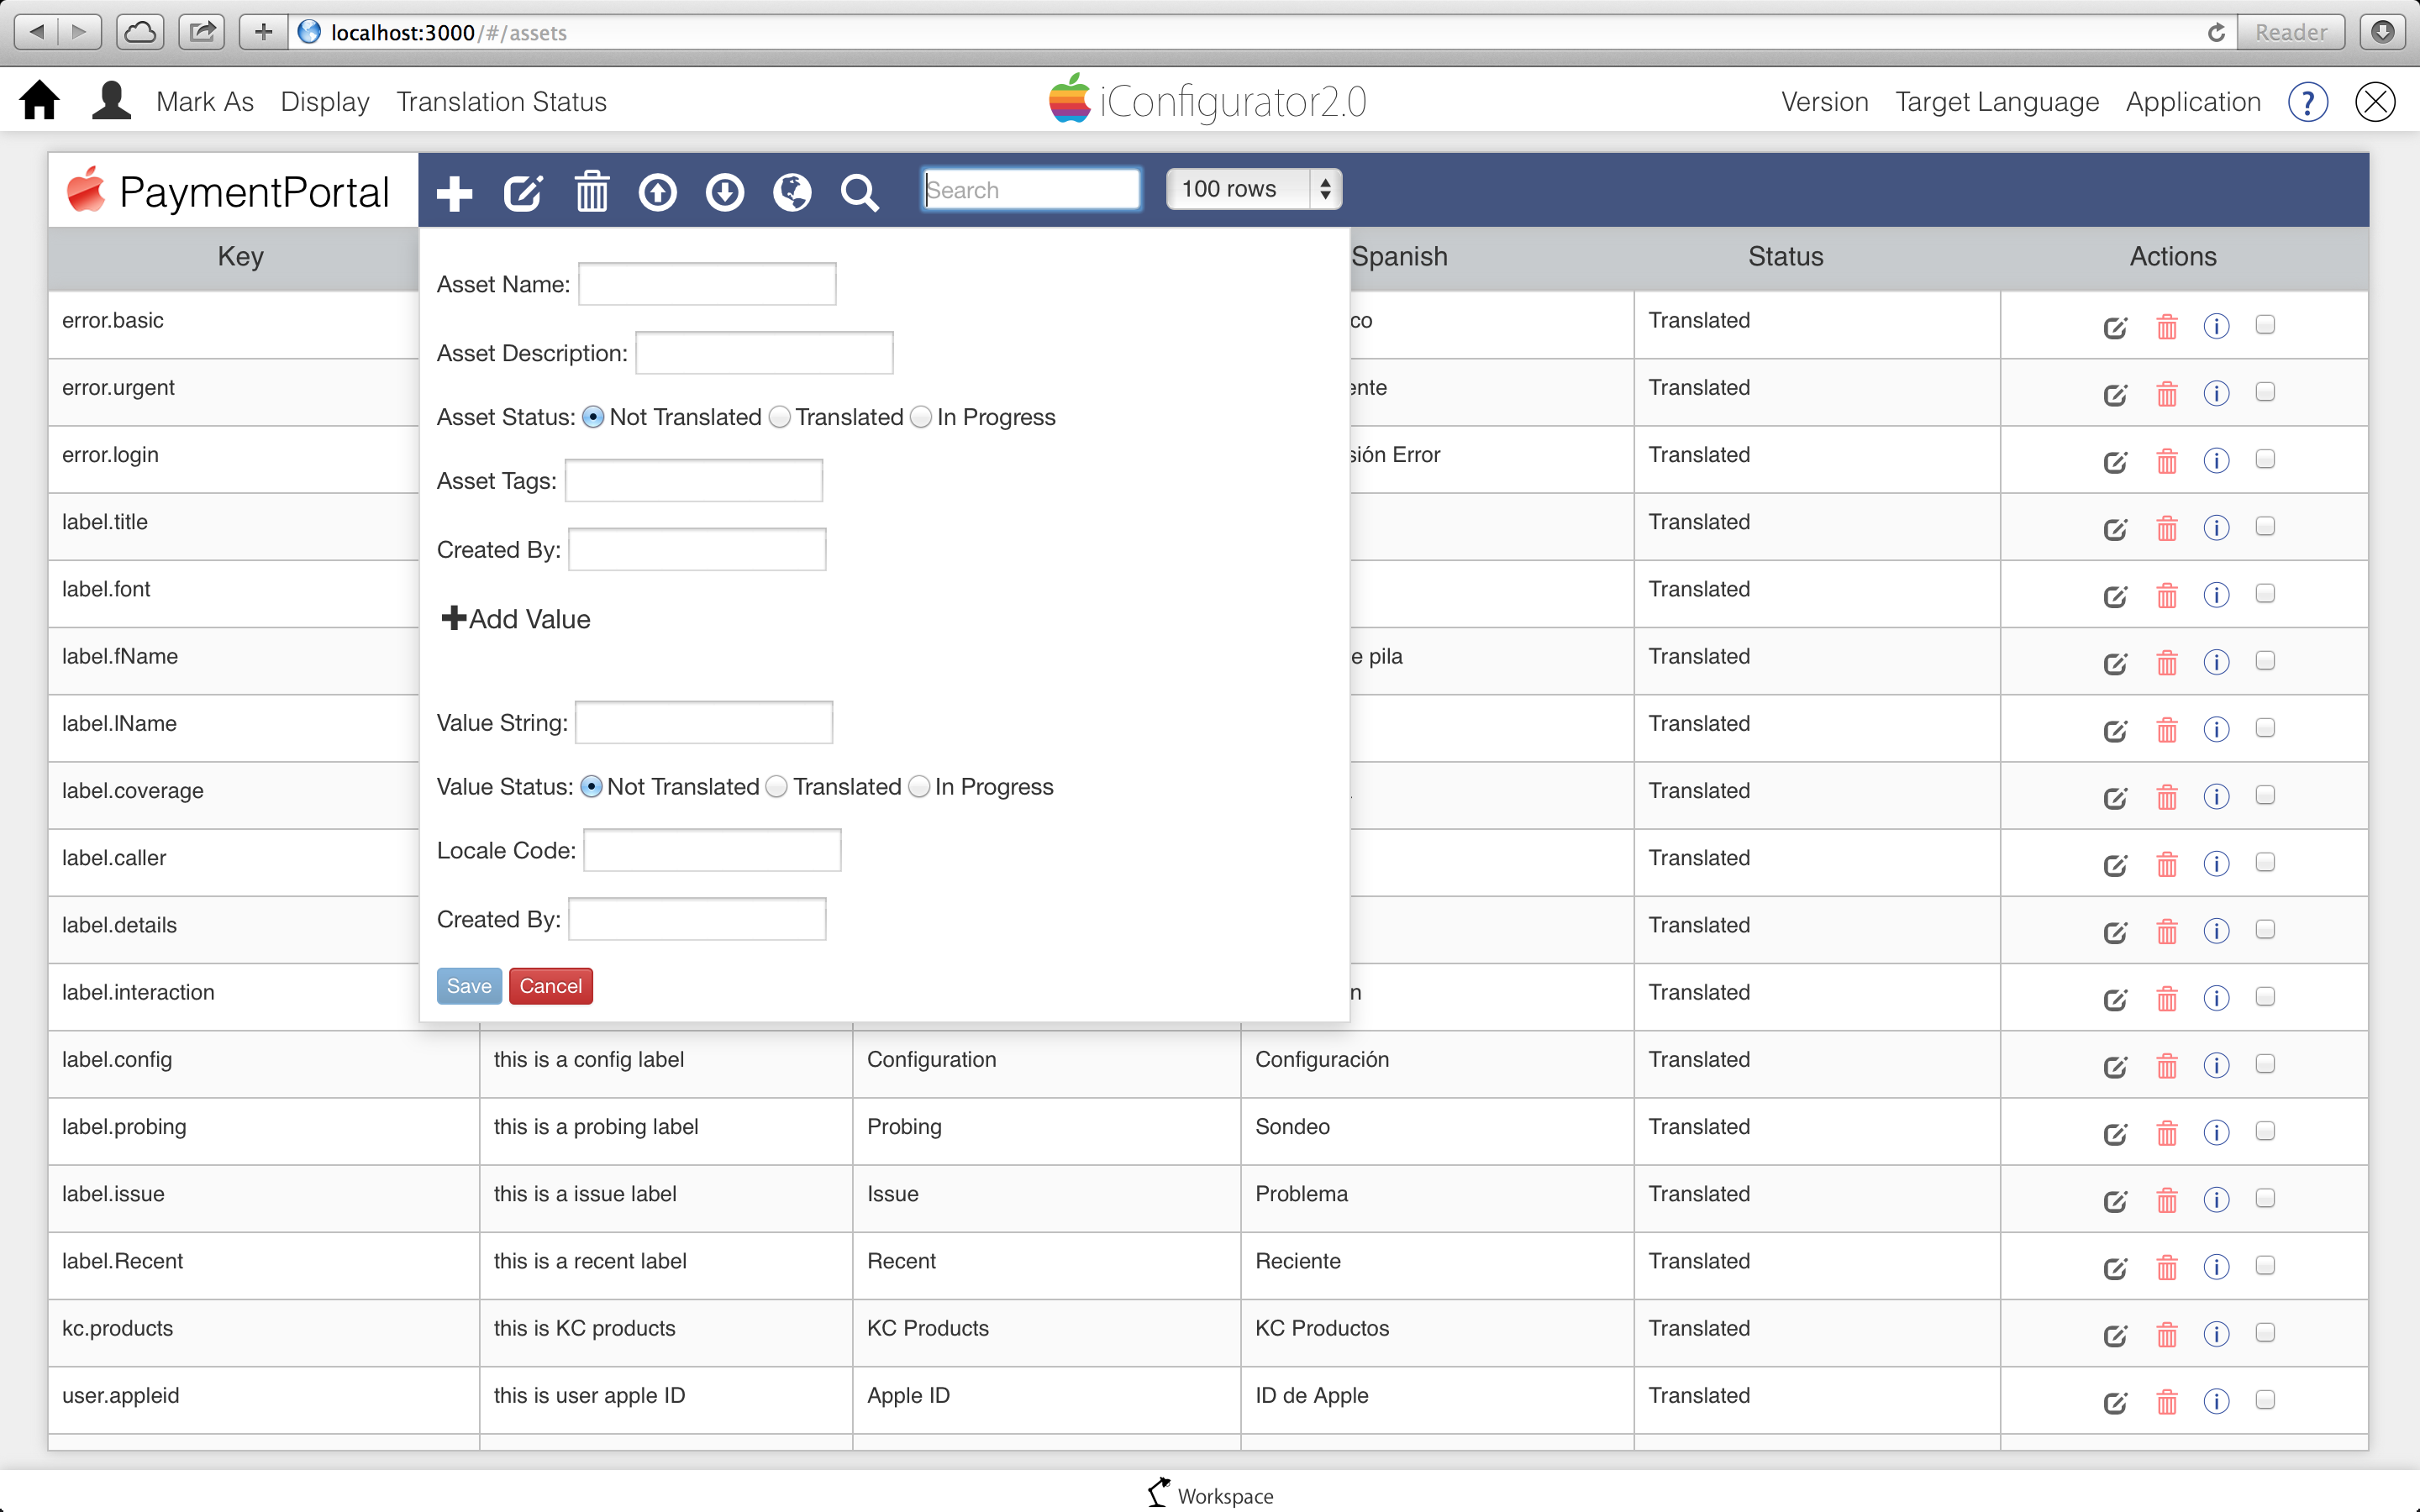 localhost:3000/#/assets
Reader
Mark As Display Translation Status
iConfigurator2.0
Version Target Language Application ?
PaymentPortal
Search
100 rows
Key
Spanish
Status
Actions
Asset Name:
Asset Description:
Asset Status: Not Translated Translated In Progress
Asset Tags:
Created By:
Add Value
Value String:
Value Status: Not Translated Translated In Progress
Locale Code:
Created By:
Save Cancel
error.basic co Translated
error.urgent ente Translated
error.login sión Error Translated
label.title Translated
label.font Translated
label.fName e pila Translated
label.lName Translated
label.coverage Translated
label.caller Translated
label.details Translated
label.interaction n Translated
label.config this is a config label Configuration Configuración Translated
label.probing this is a probing label Probing Sondeo Translated
label.issue this is a issue label Issue Problema Translated
label.Recent this is a recent label Recent Reciente Translated
kc.products this is KC products KC Products KC Productos Translated
user.appleid this is user apple ID Apple ID ID de Apple Translated
Workspace